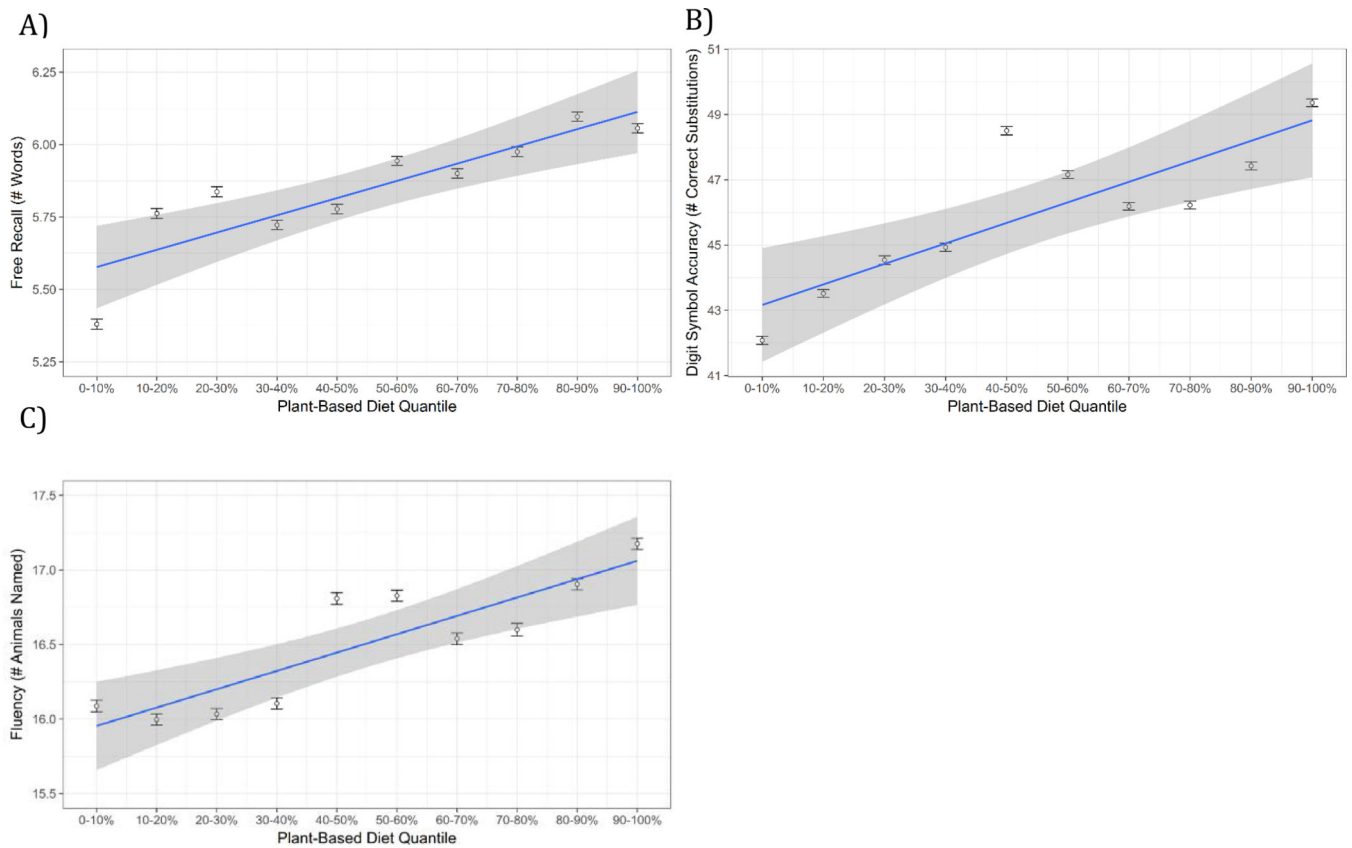 A)
Free Recall (# Words)
6.25
6.00
5.75
5.50
5.25
0-10% 10-20% 20-30% 30-40% 40-50% 50-60% 60-70% 70-80% 80-90% 90-100%
Plant-Based Diet Quantile
B)
Digit Symbol Accuracy (# Correct Substitutions)
51
49
47
45
43
41
0-10% 10-20% 20-30% 30-40% 40-50% 50-60% 60-70% 70-80% 80-90% 90-100%
Plant-Based Diet Quantile
C)
Fluency (# Animals Named)
17.5
17.0
16.5
16.0
15.5
0-10% 10-20% 20-30% 30-40% 40-50% 50-60% 60-70% 70-80% 80-90% 90-100%
Plant-Based Diet Quantile